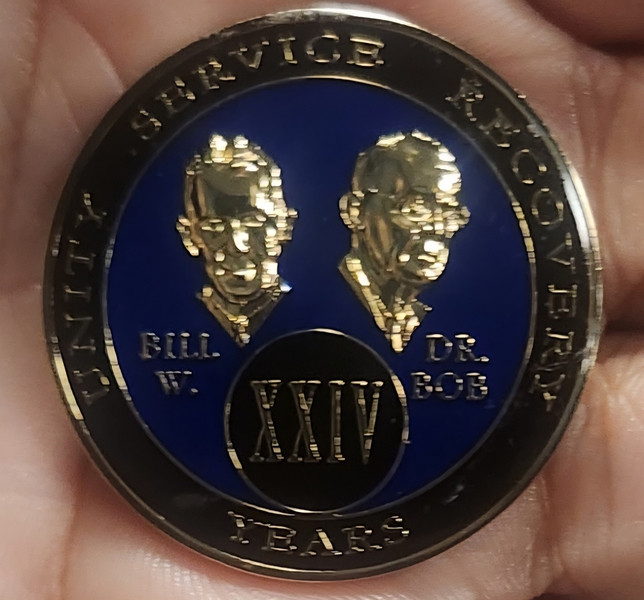 UNITY SERVICE RECOVERY
BILL W.
DR. BOB
XXIV
YEARS